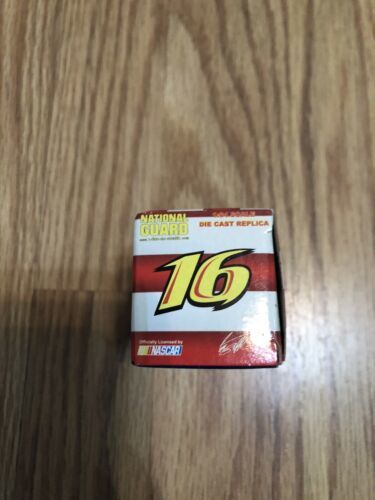 NATIONAL
GUARD
DIE CAST REPLICA
16
Officially Licensed by
NASCAR